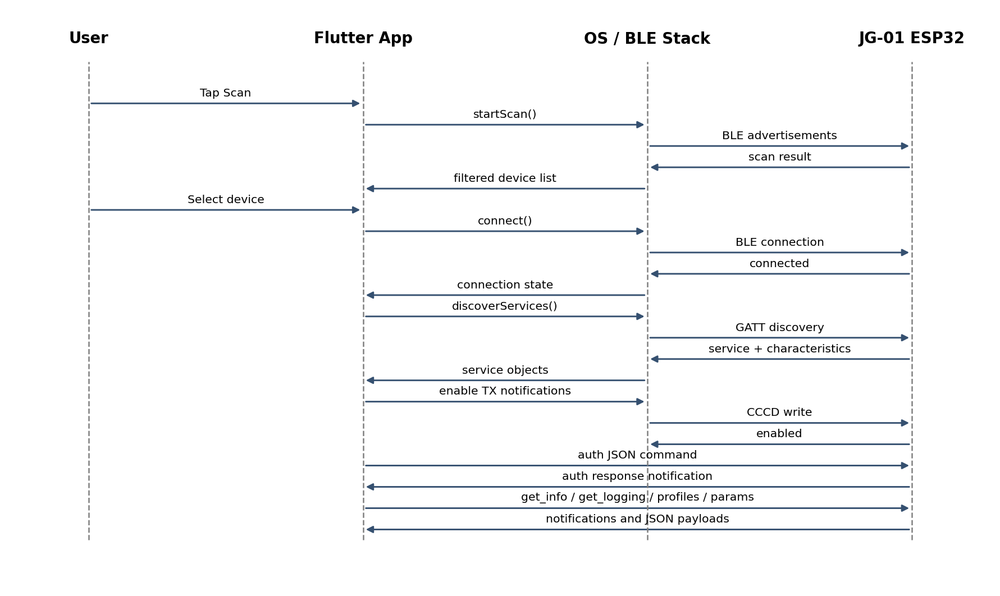 User Flutter App OS / BLE Stack JG-01 ESP32
Tap Scan
startScan()
BLE advertisements
scan result
filtered device list
Select device
connect()
BLE connection
connected
connection state
discoverServices()
GATT discovery
service + characteristics
service objects
enable TX notifications
CCCD write
enabled
auth JSON command
auth response notification
get_info / get_logging / profiles / params
notifications and JSON payloads